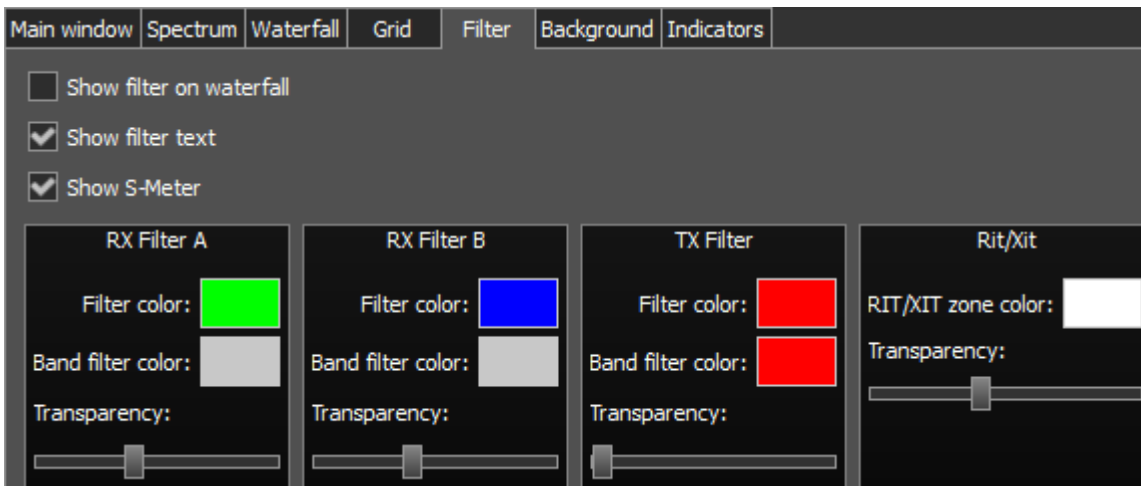 Main window Spectrum Waterfall Grid Filter Background Indicators
Show filter on waterfall
Show filter text
Show S-Meter
RX Filter A
Filter color:
Band filter color:
Transparency:
RX Filter B
Filter color:
Band filter color:
Transparency:
TX Filter
Filter color:
Band filter color:
Transparency:
Rit/Xit
RIT/XIT zone color:
Transparency: